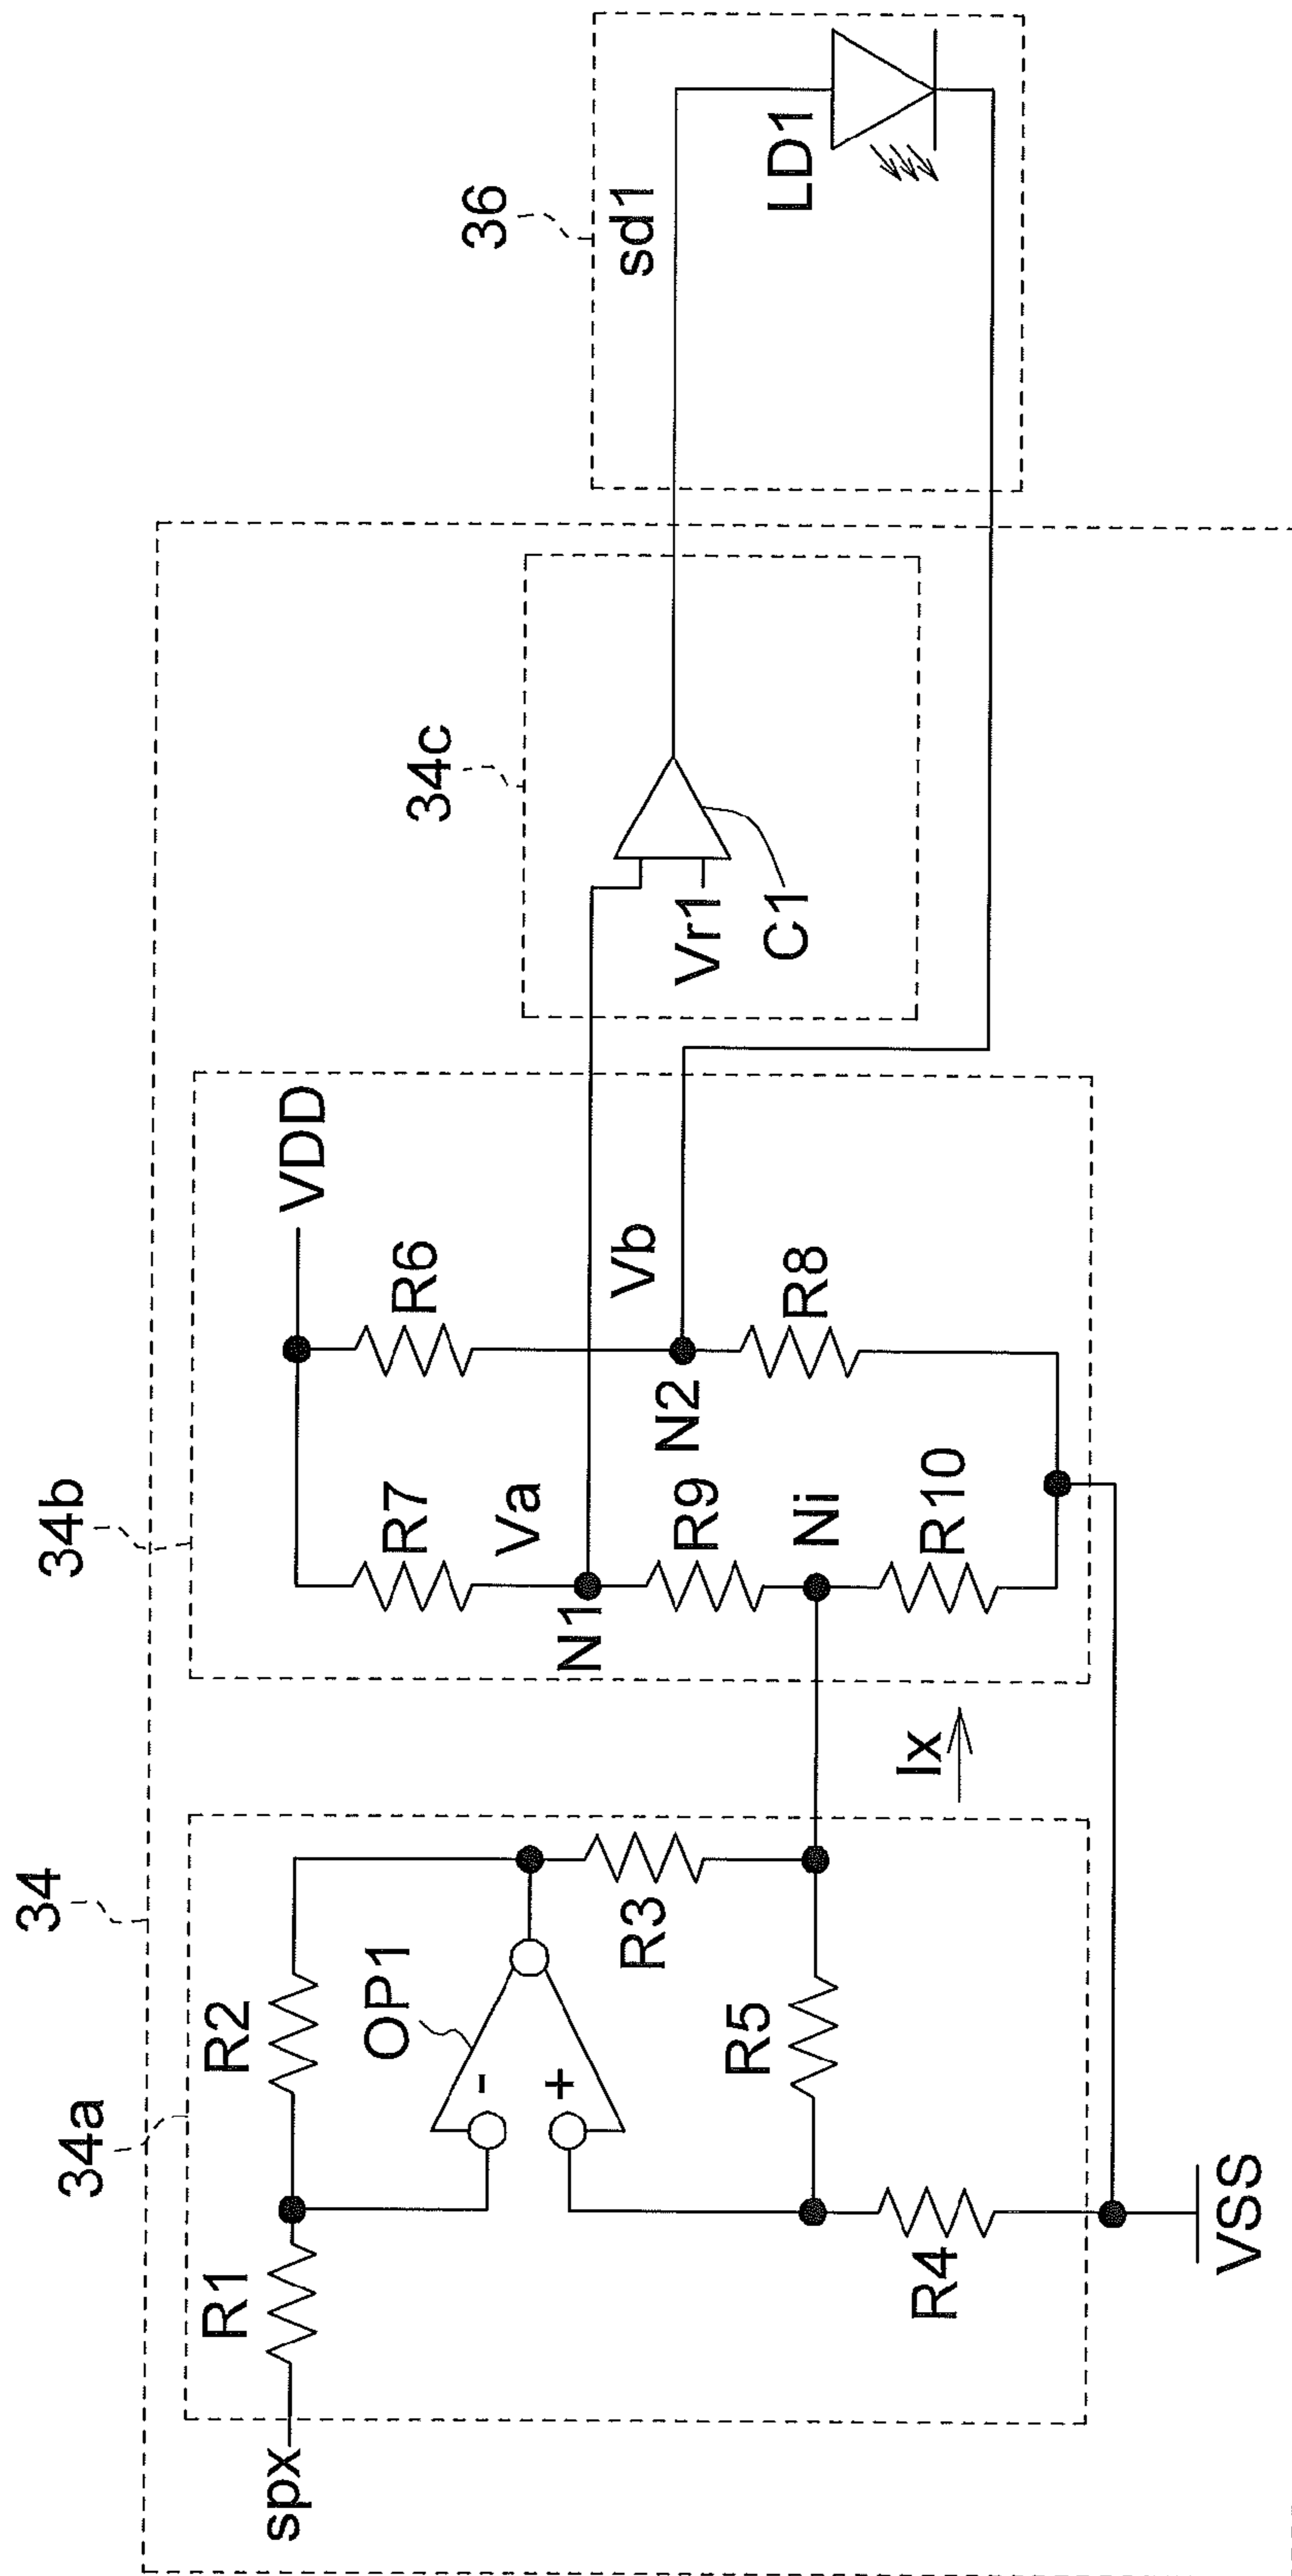 34
34a
spx
R1
R2
OP1
-
+
R3
R5
R4
VSS
Ix
34b
VDD
R7
R6
Va
Vb
N1
N2
R9
R8
Ni
R10
34c
Vr1
C1
36
sd1
LD1